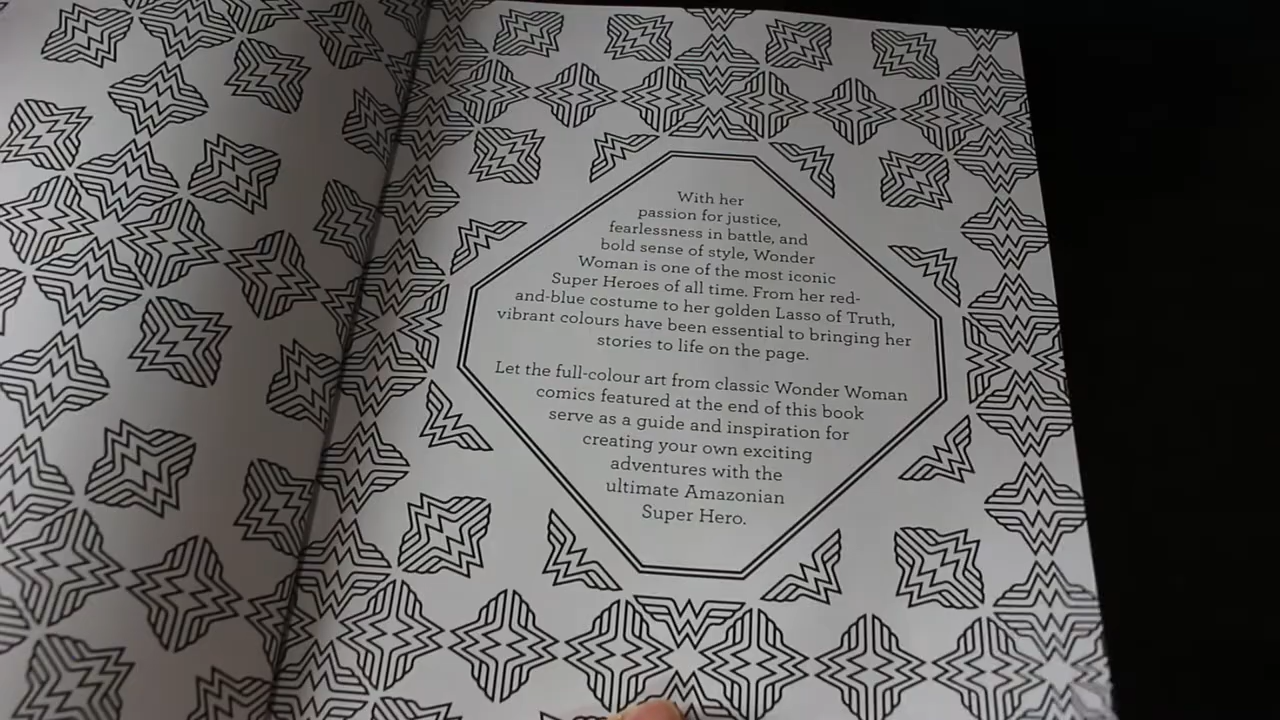 With her
passion for justice,
fearlessness in battle, and
bold sense of style, Wonder
Woman is one of the most iconic
Super Heroes of all time. From her red-
and-blue costume to her golden Lasso of Truth,
vibrant colours have been essential to bringing her
stories to life on the page.
Let the full-colour art from classic Wonder Woman
comics featured at the end of this book
serve as a guide and inspiration for
creating your own exciting
adventures with the
ultimate Amazonian
Super Hero.